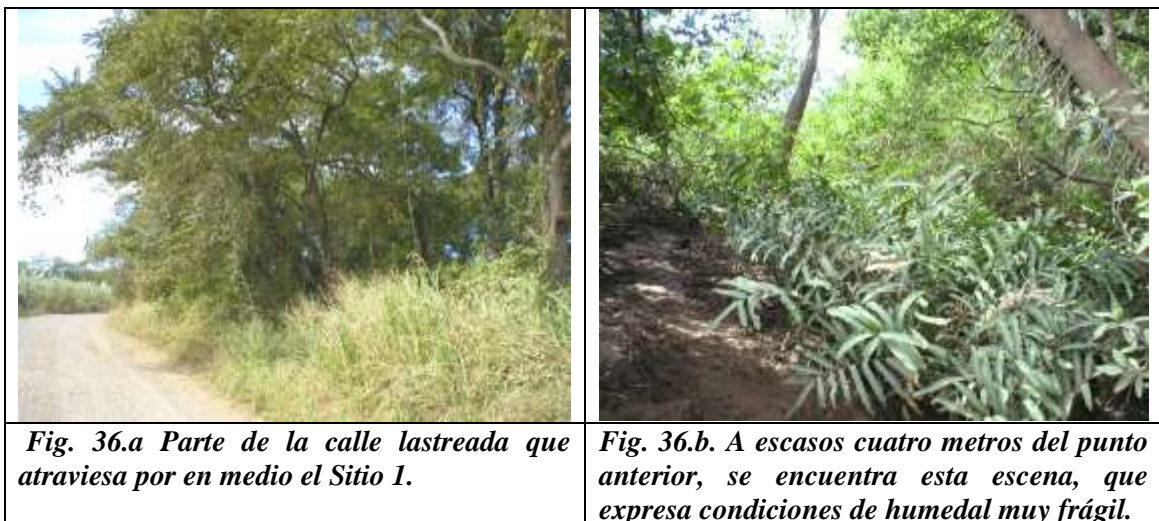 Fig. 36.a Parte de la calle lastreada que
atraviesa por en medio el Sitio 1.
Fig. 36.b. A escasos cuatro metros del punto
anterior, se encuentra esta escena, que
expresa condiciones de humedal muy frágil.